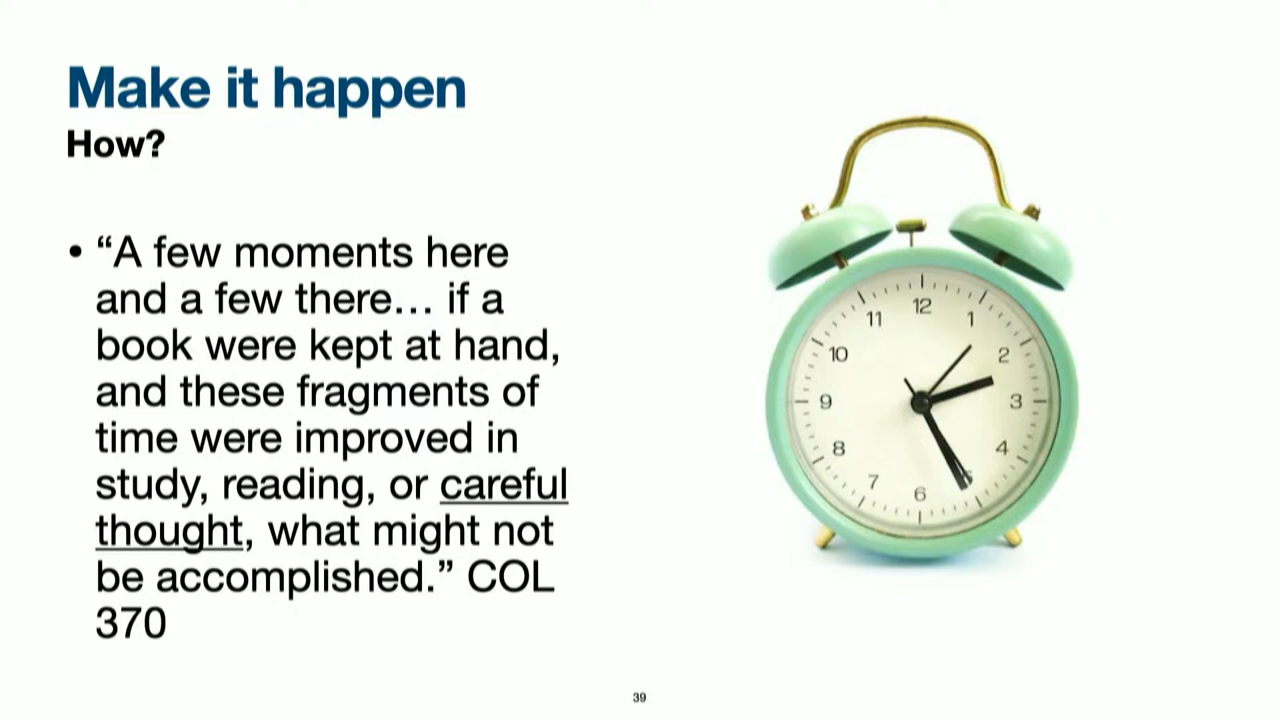 Make it happen
How?
• “A few moments here
and a few there… if a
book were kept at hand,
and these fragments of
time were improved in
study, reading, or careful
thought, what might not
be accomplished.” COL
370
12
11 1
10 2
9 3
8 4
7
6
39